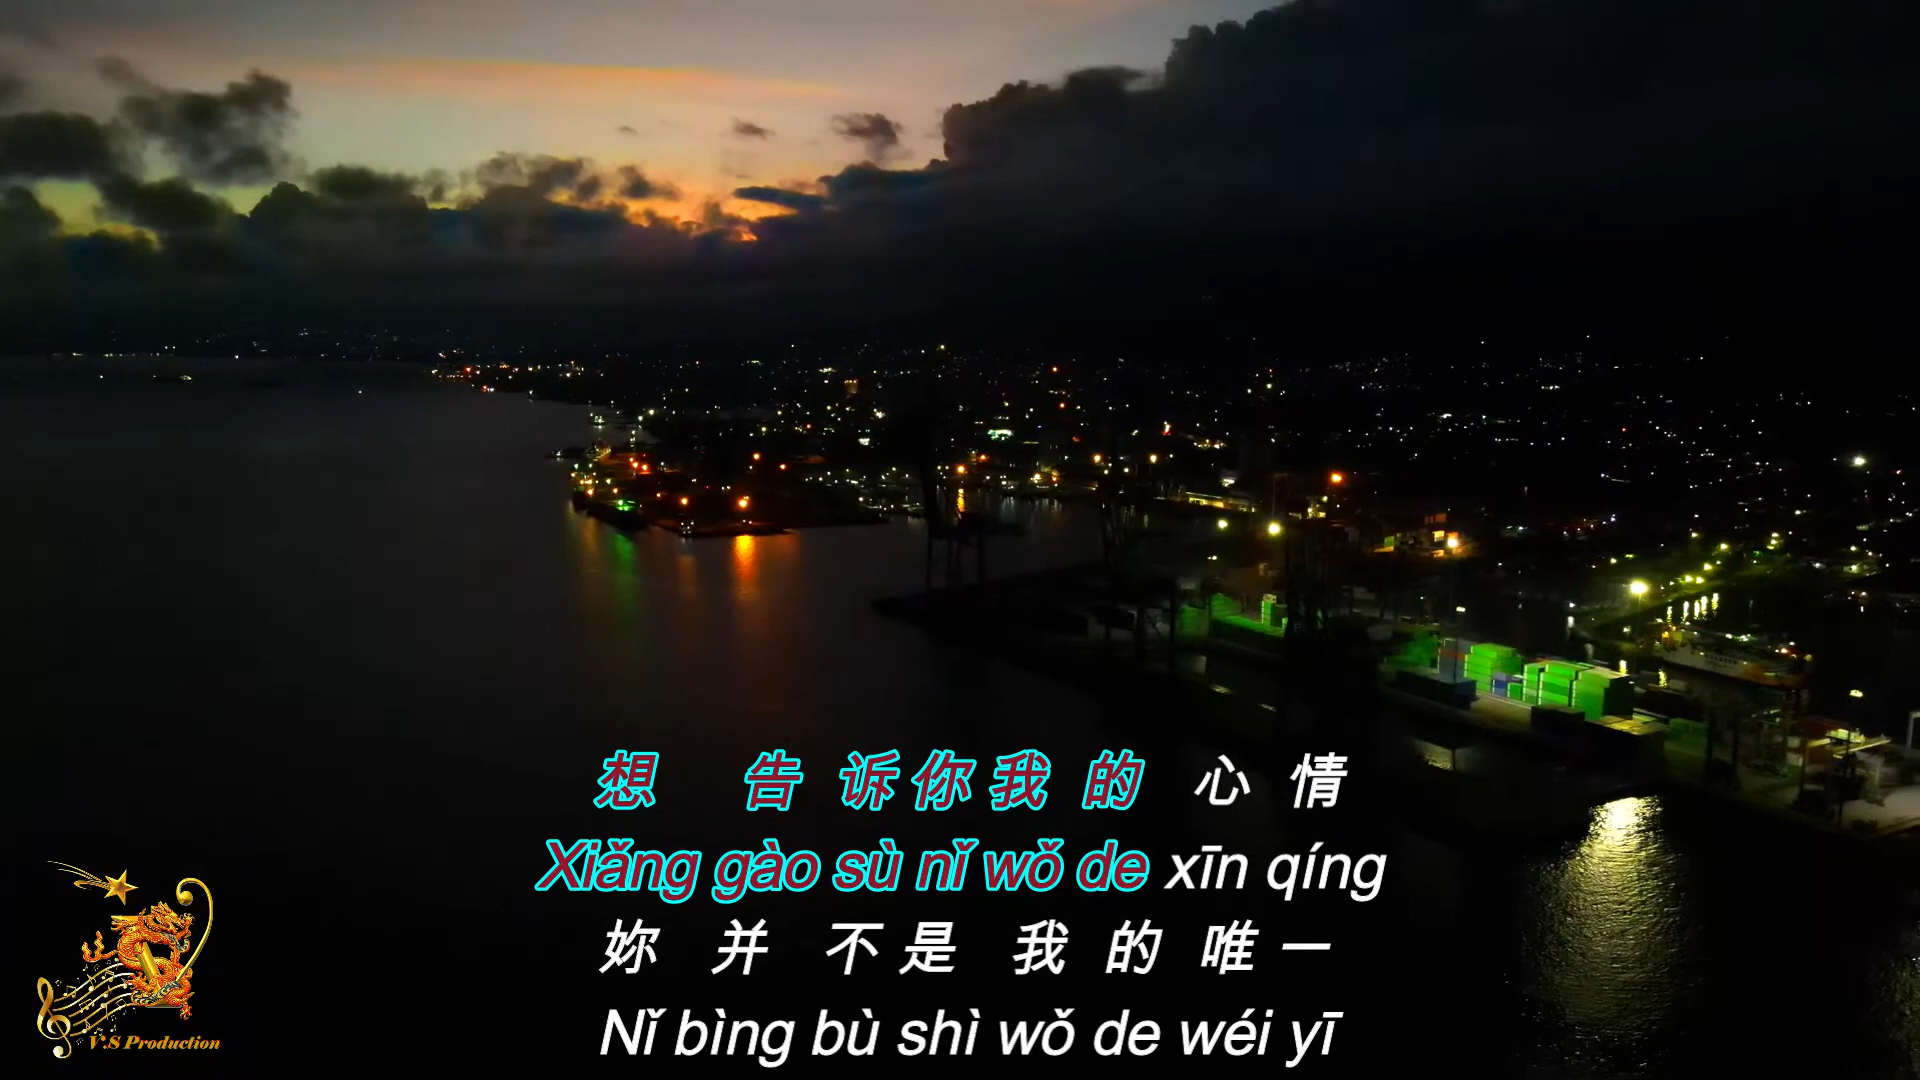 想 告 诉 你 我 的 心 情
Xiǎng gào sù nǐ wǒ de xīn qíng
妳 并 不 是 我 的 唯 一
Nǐ bìng bù shì wǒ de wéi yī
V.S Production